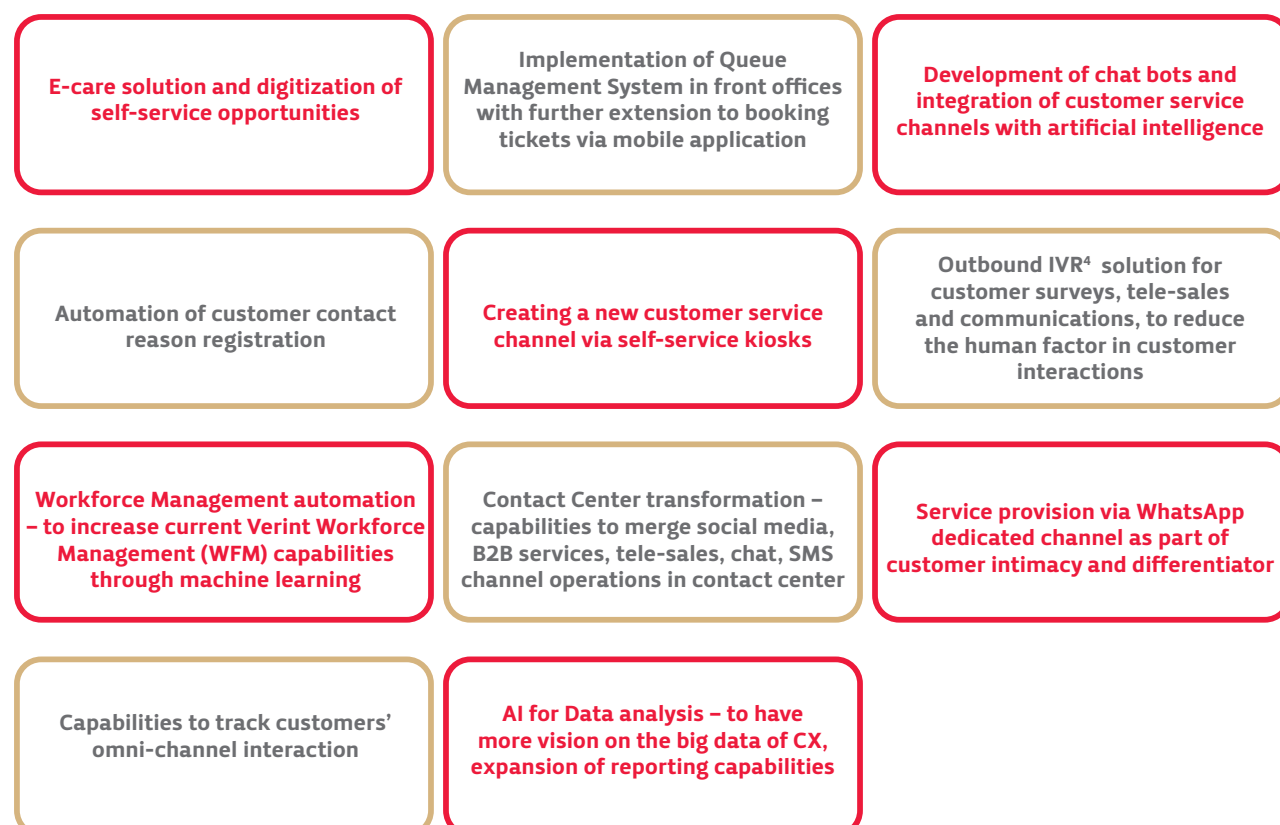 E-care solution and digitization of
self-service opportunities
Implementation of Queue
Management System in front offices
with further extension to booking
tickets via mobile application
Development of chat bots and
integration of customer service
channels with artificial intelligence
Automation of customer contact
reason registration
Creating a new customer service
channel via self-service kiosks
Outbound IVR⁴ solution for
customer surveys, tele-sales
and communications, to reduce
the human factor in customer
interactions
Workforce Management automation
– to increase current Verint Workforce
Management (WFM) capabilities
through machine learning
Contact Center transformation –
capabilities to merge social media,
B2B services, tele-sales, chat, SMS
channel operations in contact center
Service provision via WhatsApp
dedicated channel as part of
customer intimacy and differentiator
Capabilities to track customers’
omni-channel interaction
AI for Data analysis – to have
more vision on the big data of CX,
expansion of reporting capabilities